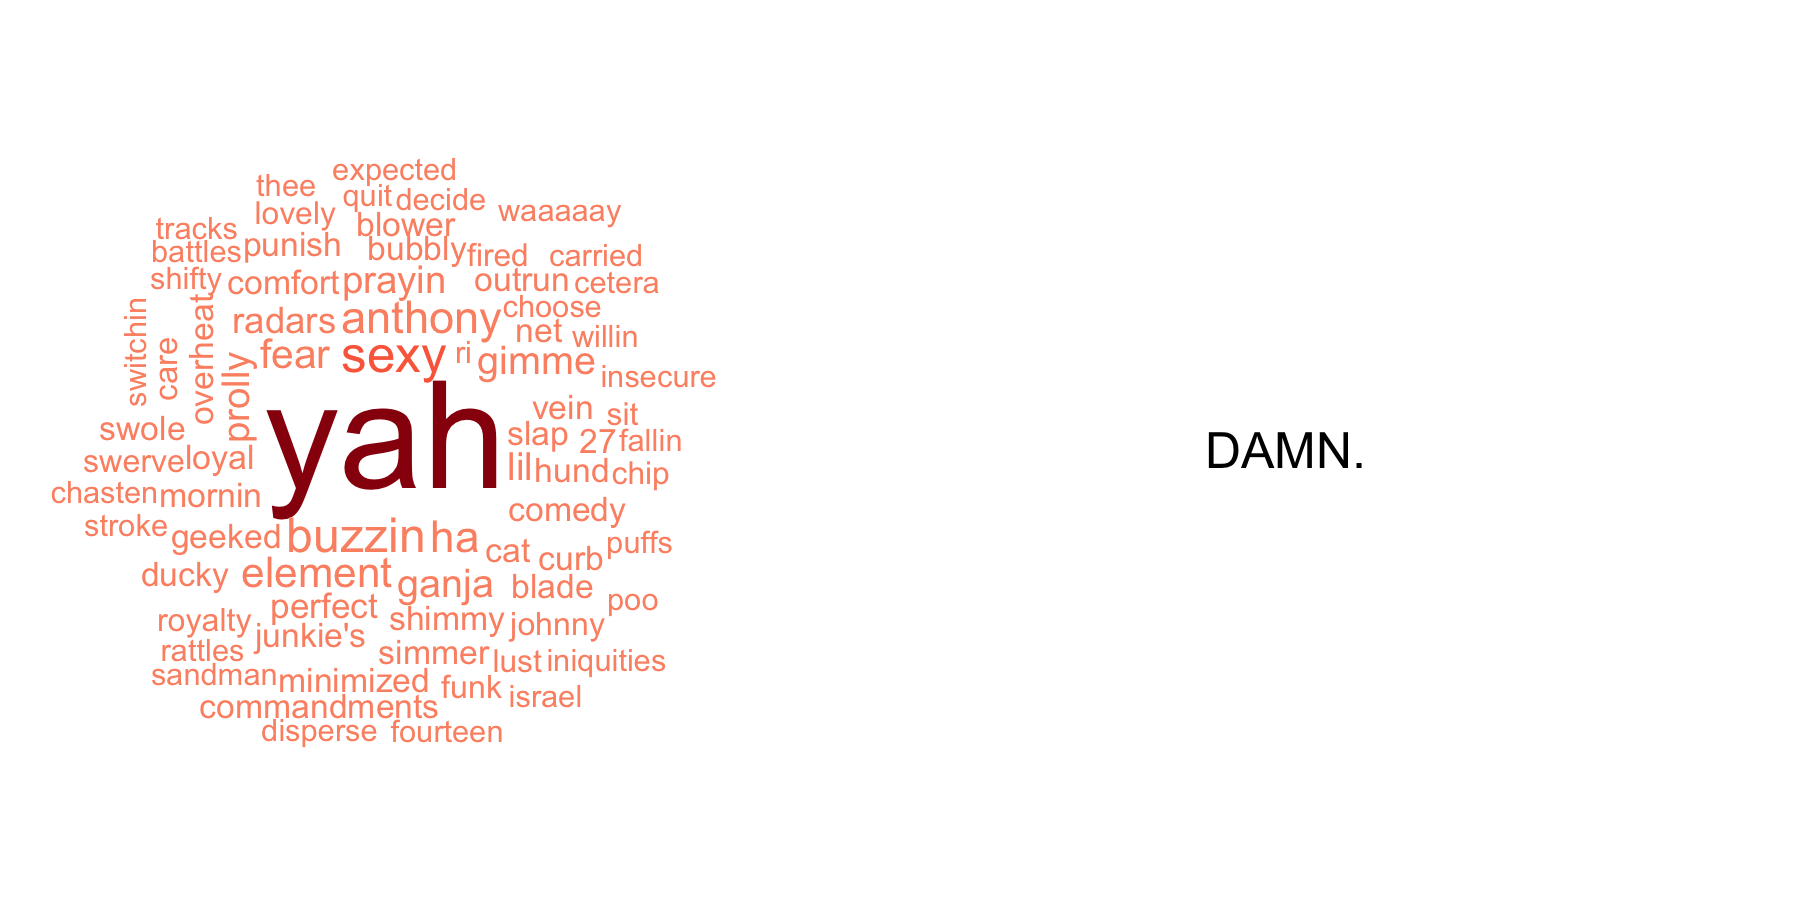 expected
thee quit decide
lovely blower waaaaay
tracks punish bubbly fired carried
battles
shifty comfort prayin outrun cetera
switchin care overheat prolly radars anthony choose
net willin
fear sexy ri gimme insecure
yah
vein sit
swole slap 27 fallin
swerve loyal lil hund chip
chasten mornin comedy
stroke geeked buzzin ha cat curb puffs
ducky element ganja blade poo
perfect shimmy johnny
royalty junkie's
rattles simmer lust iniquities
sandman minimized funk israel
commandments
disperse fourteen
DAMN.